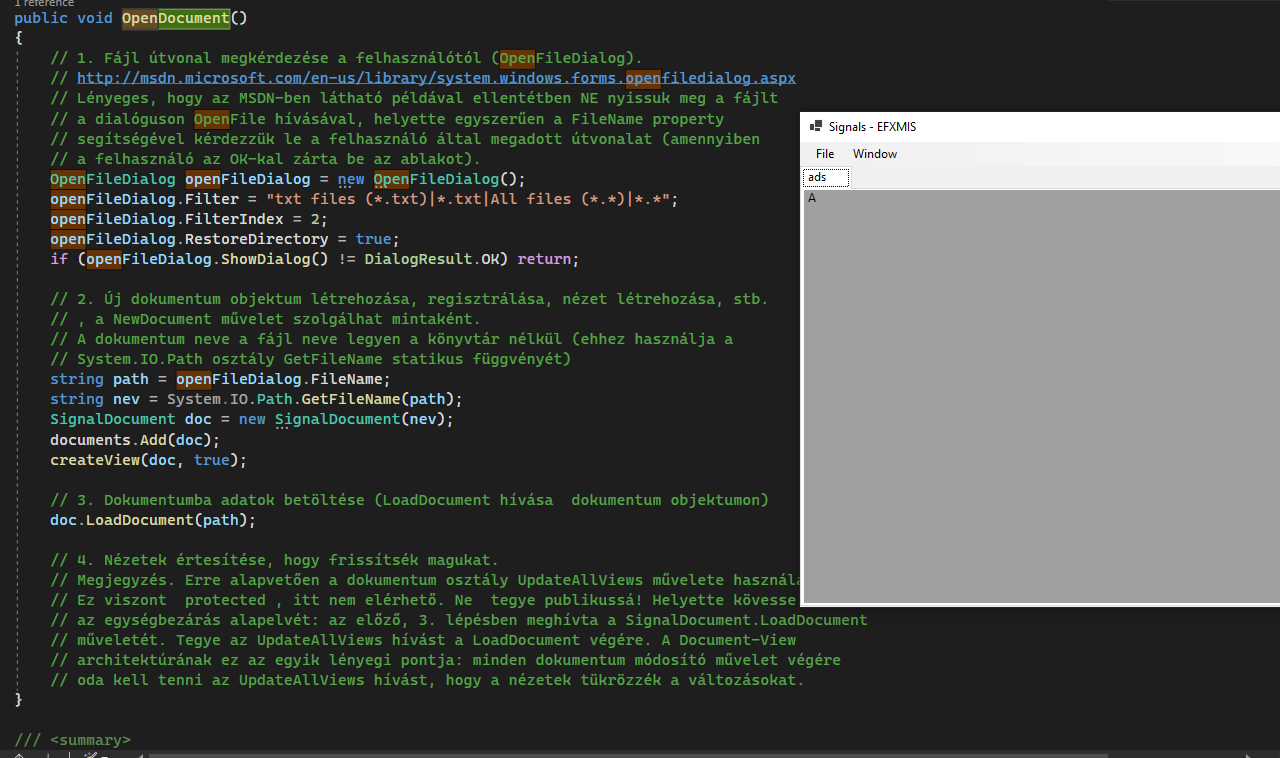 1 reference
public void OpenDocument()
{
// 1. Fájl útvonal megkérdezése a felhasználótól (OpenFileDialog).
// http://msdn.microsoft.com/en-us/library/system.windows.forms.openfiledialog.aspx
// Lényeges, hogy az MSDN-ben látható példával ellentétben NE nyissuk meg a fájlt
// a dialóguson OpenFile hívásával, helyette egyszerűen a FileName property
// segítségével kérdezzük le a felhasználó által megadott útvonalat (amennyiben
// a felhasználó az OK-kal zárta be az ablakot).
OpenFileDialog openFileDialog = new OpenFileDialog();
openFileDialog.Filter = "txt files (*.txt)|*.txt|All files (*.*)|*.*";
openFileDialog.FilterIndex = 2;
openFileDialog.RestoreDirectory = true;
if (openFileDialog.ShowDialog() != DialogResult.OK) return;
// 2. Új dokumentum objektum létrehozása, regisztrálása, nézet létrehozása, stb.
// , a NewDocument művelet szolgálhat mintaként.
// A dokumentum neve a fájl neve legyen a könyvtár nélkül (ehhez használja a
// System.IO.Path osztály GetFileName statikus függvényét)
string path = openFileDialog.FileName;
string nev = System.IO.Path.GetFileName(path);
SignalDocument doc = new SignalDocument(nev);
documents.Add(doc);
createView(doc, true);
// 3. Dokumentumba adatok betöltése (LoadDocument hívása  dokumentum objektumon)
doc.LoadDocument(path);
// 4. Nézetek értesítése, hogy frissítsék magukat.
// Megjegyzés. Erre alapvetően a dokumentum osztály UpdateAllViews művelete használ
// Ez viszont  protected , itt nem elérhető. Ne  tegye publikussá! Helyette kövesse
// az egységbezárás alapelvét: az előző, 3. lépésben meghívta a SignalDocument.LoadDocument
// műveletét. Tegye az UpdateAllViews hívást a LoadDocument végére. A Document-View
// architektúrának ez az egyik lényegi pontja: minden dokumentum módosító művelet végére
// oda kell tenni az UpdateAllViews hívást, hogy a nézetek tükrözzék a változásokat.
}
/// <summary>
Signals - EFXMIS
File Window
ads
A